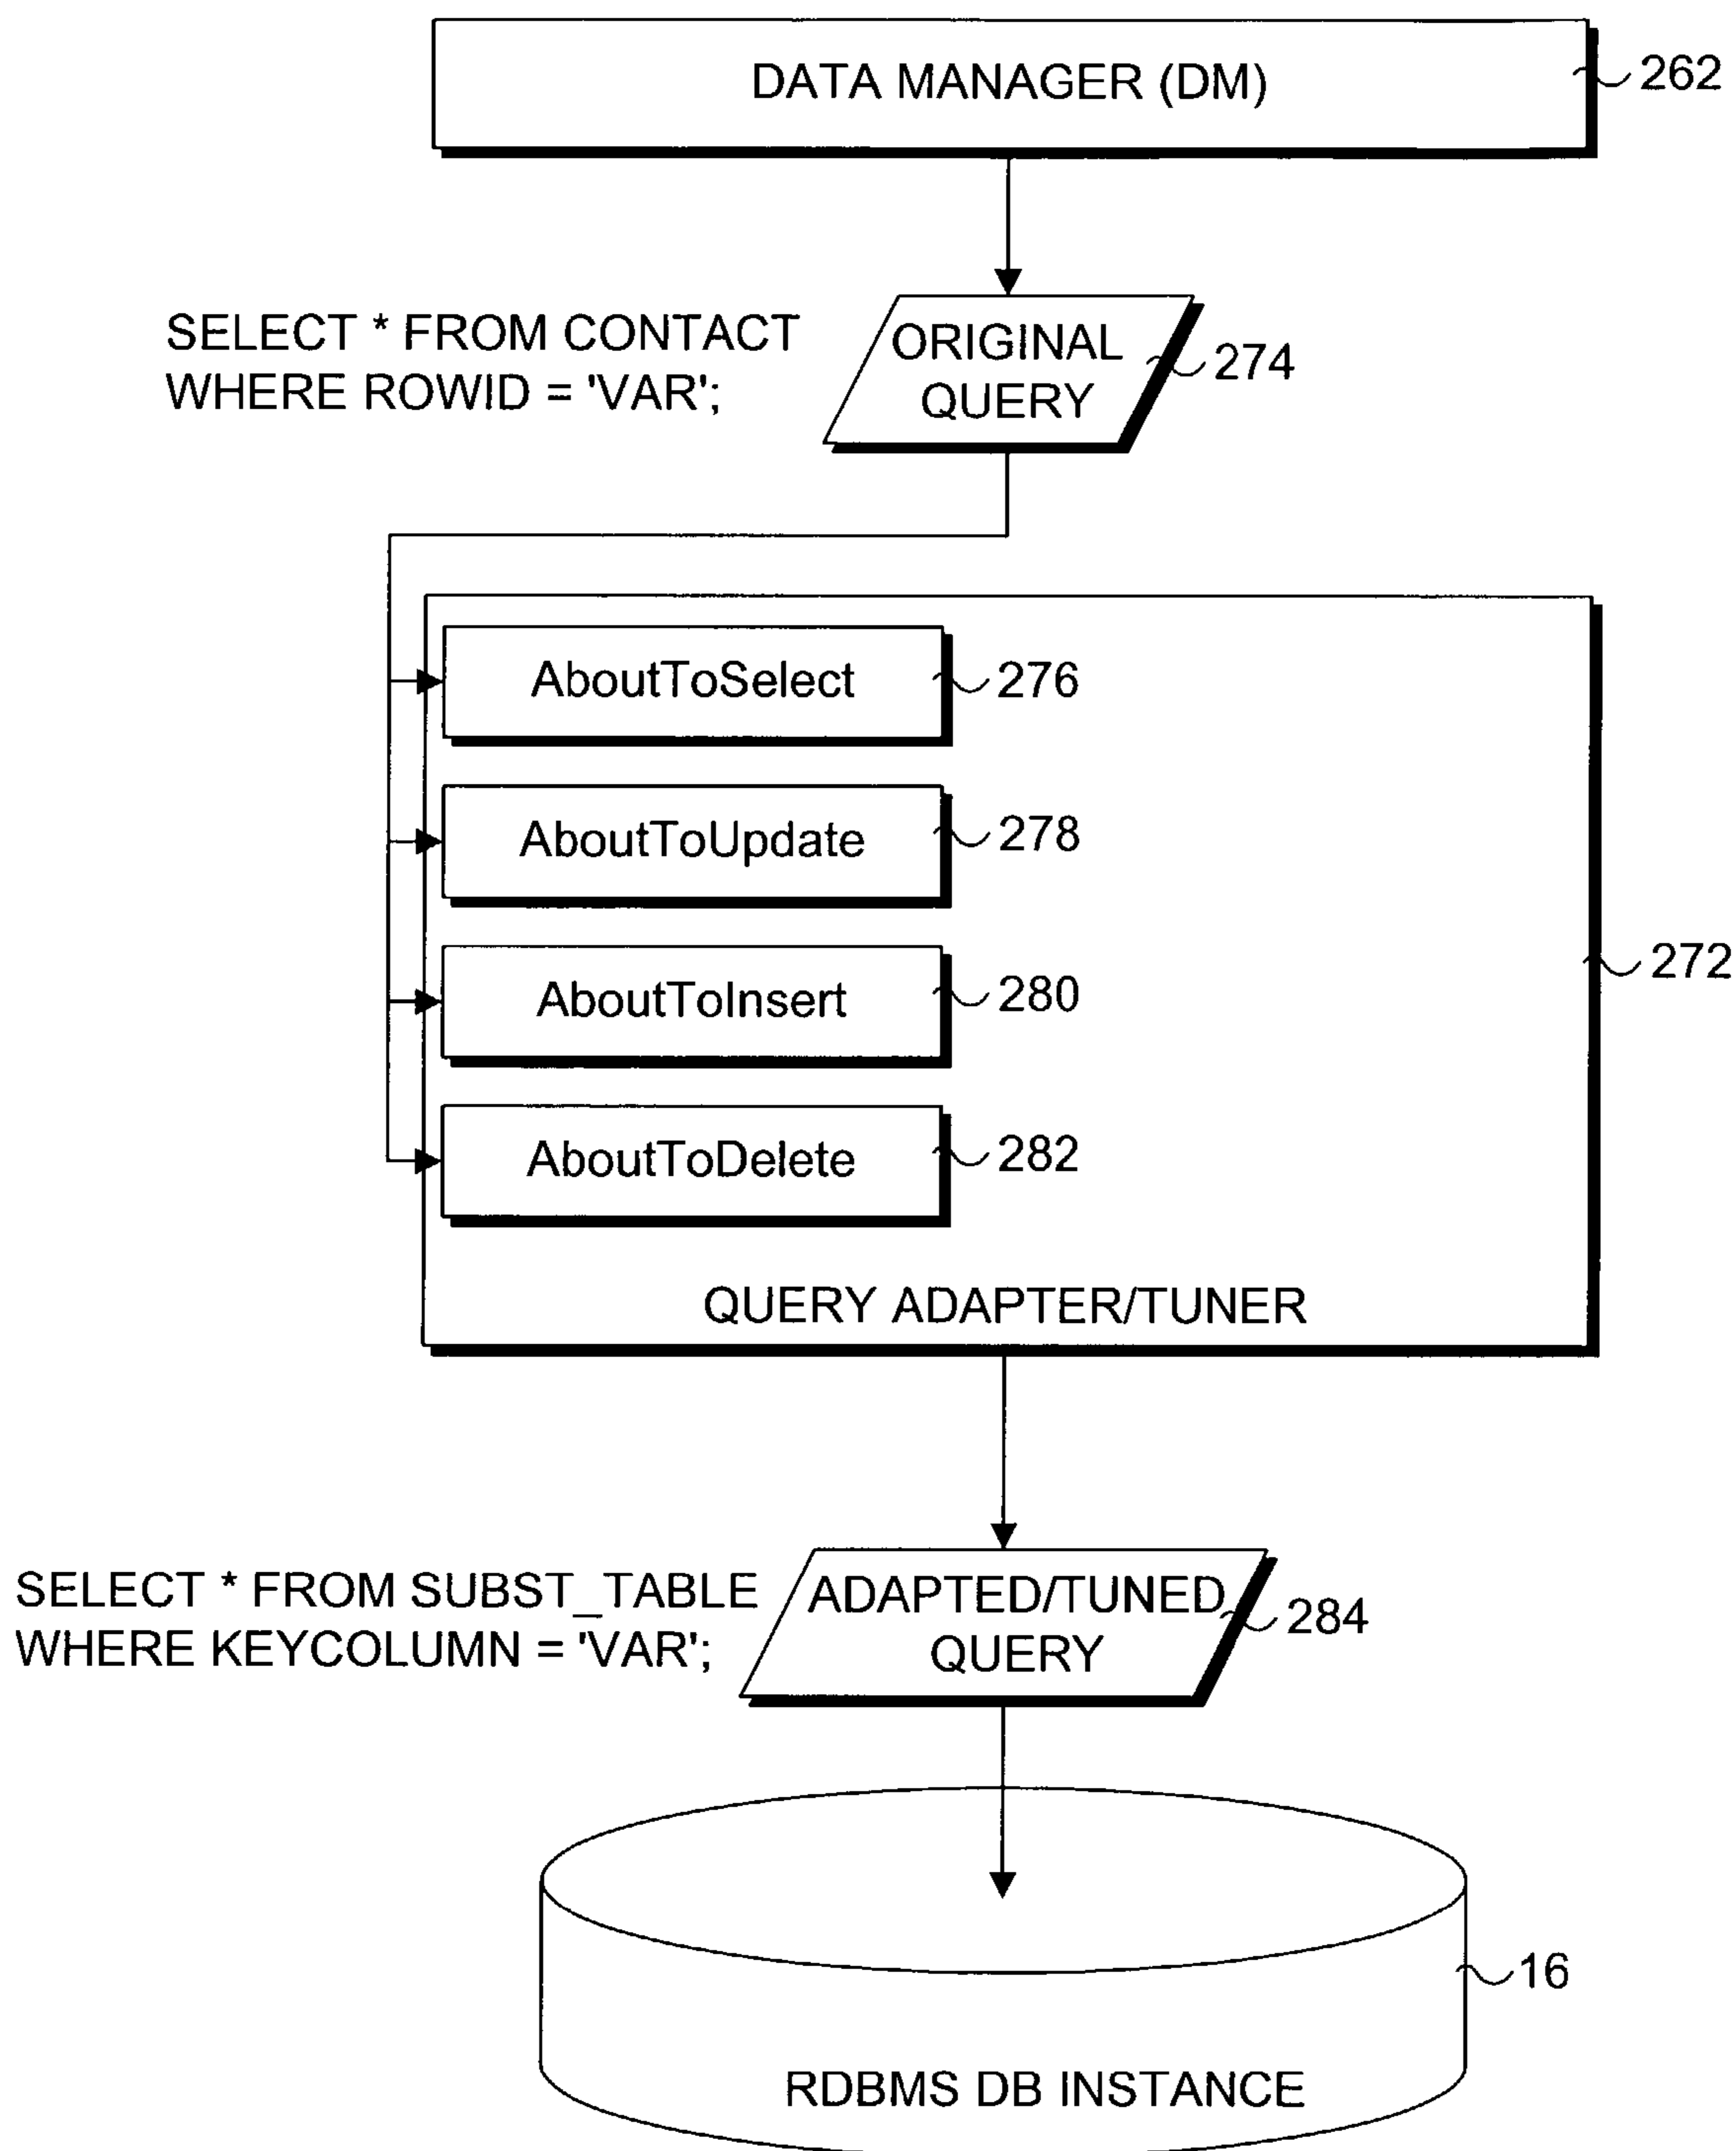 DATA MANAGER (DM)
262
SELECT * FROM CONTACT
WHERE ROWID = 'VAR';
ORIGINAL
QUERY
274
AboutToSelect
276
AboutToUpdate
278
AboutToInsert
280
AboutToDelete
282
272
QUERY ADAPTER/TUNER
SELECT * FROM SUBST_TABLE
WHERE KEYCOLUMN = 'VAR';
ADAPTED/TUNED
QUERY
284
16
RDBMS DB INSTANCE